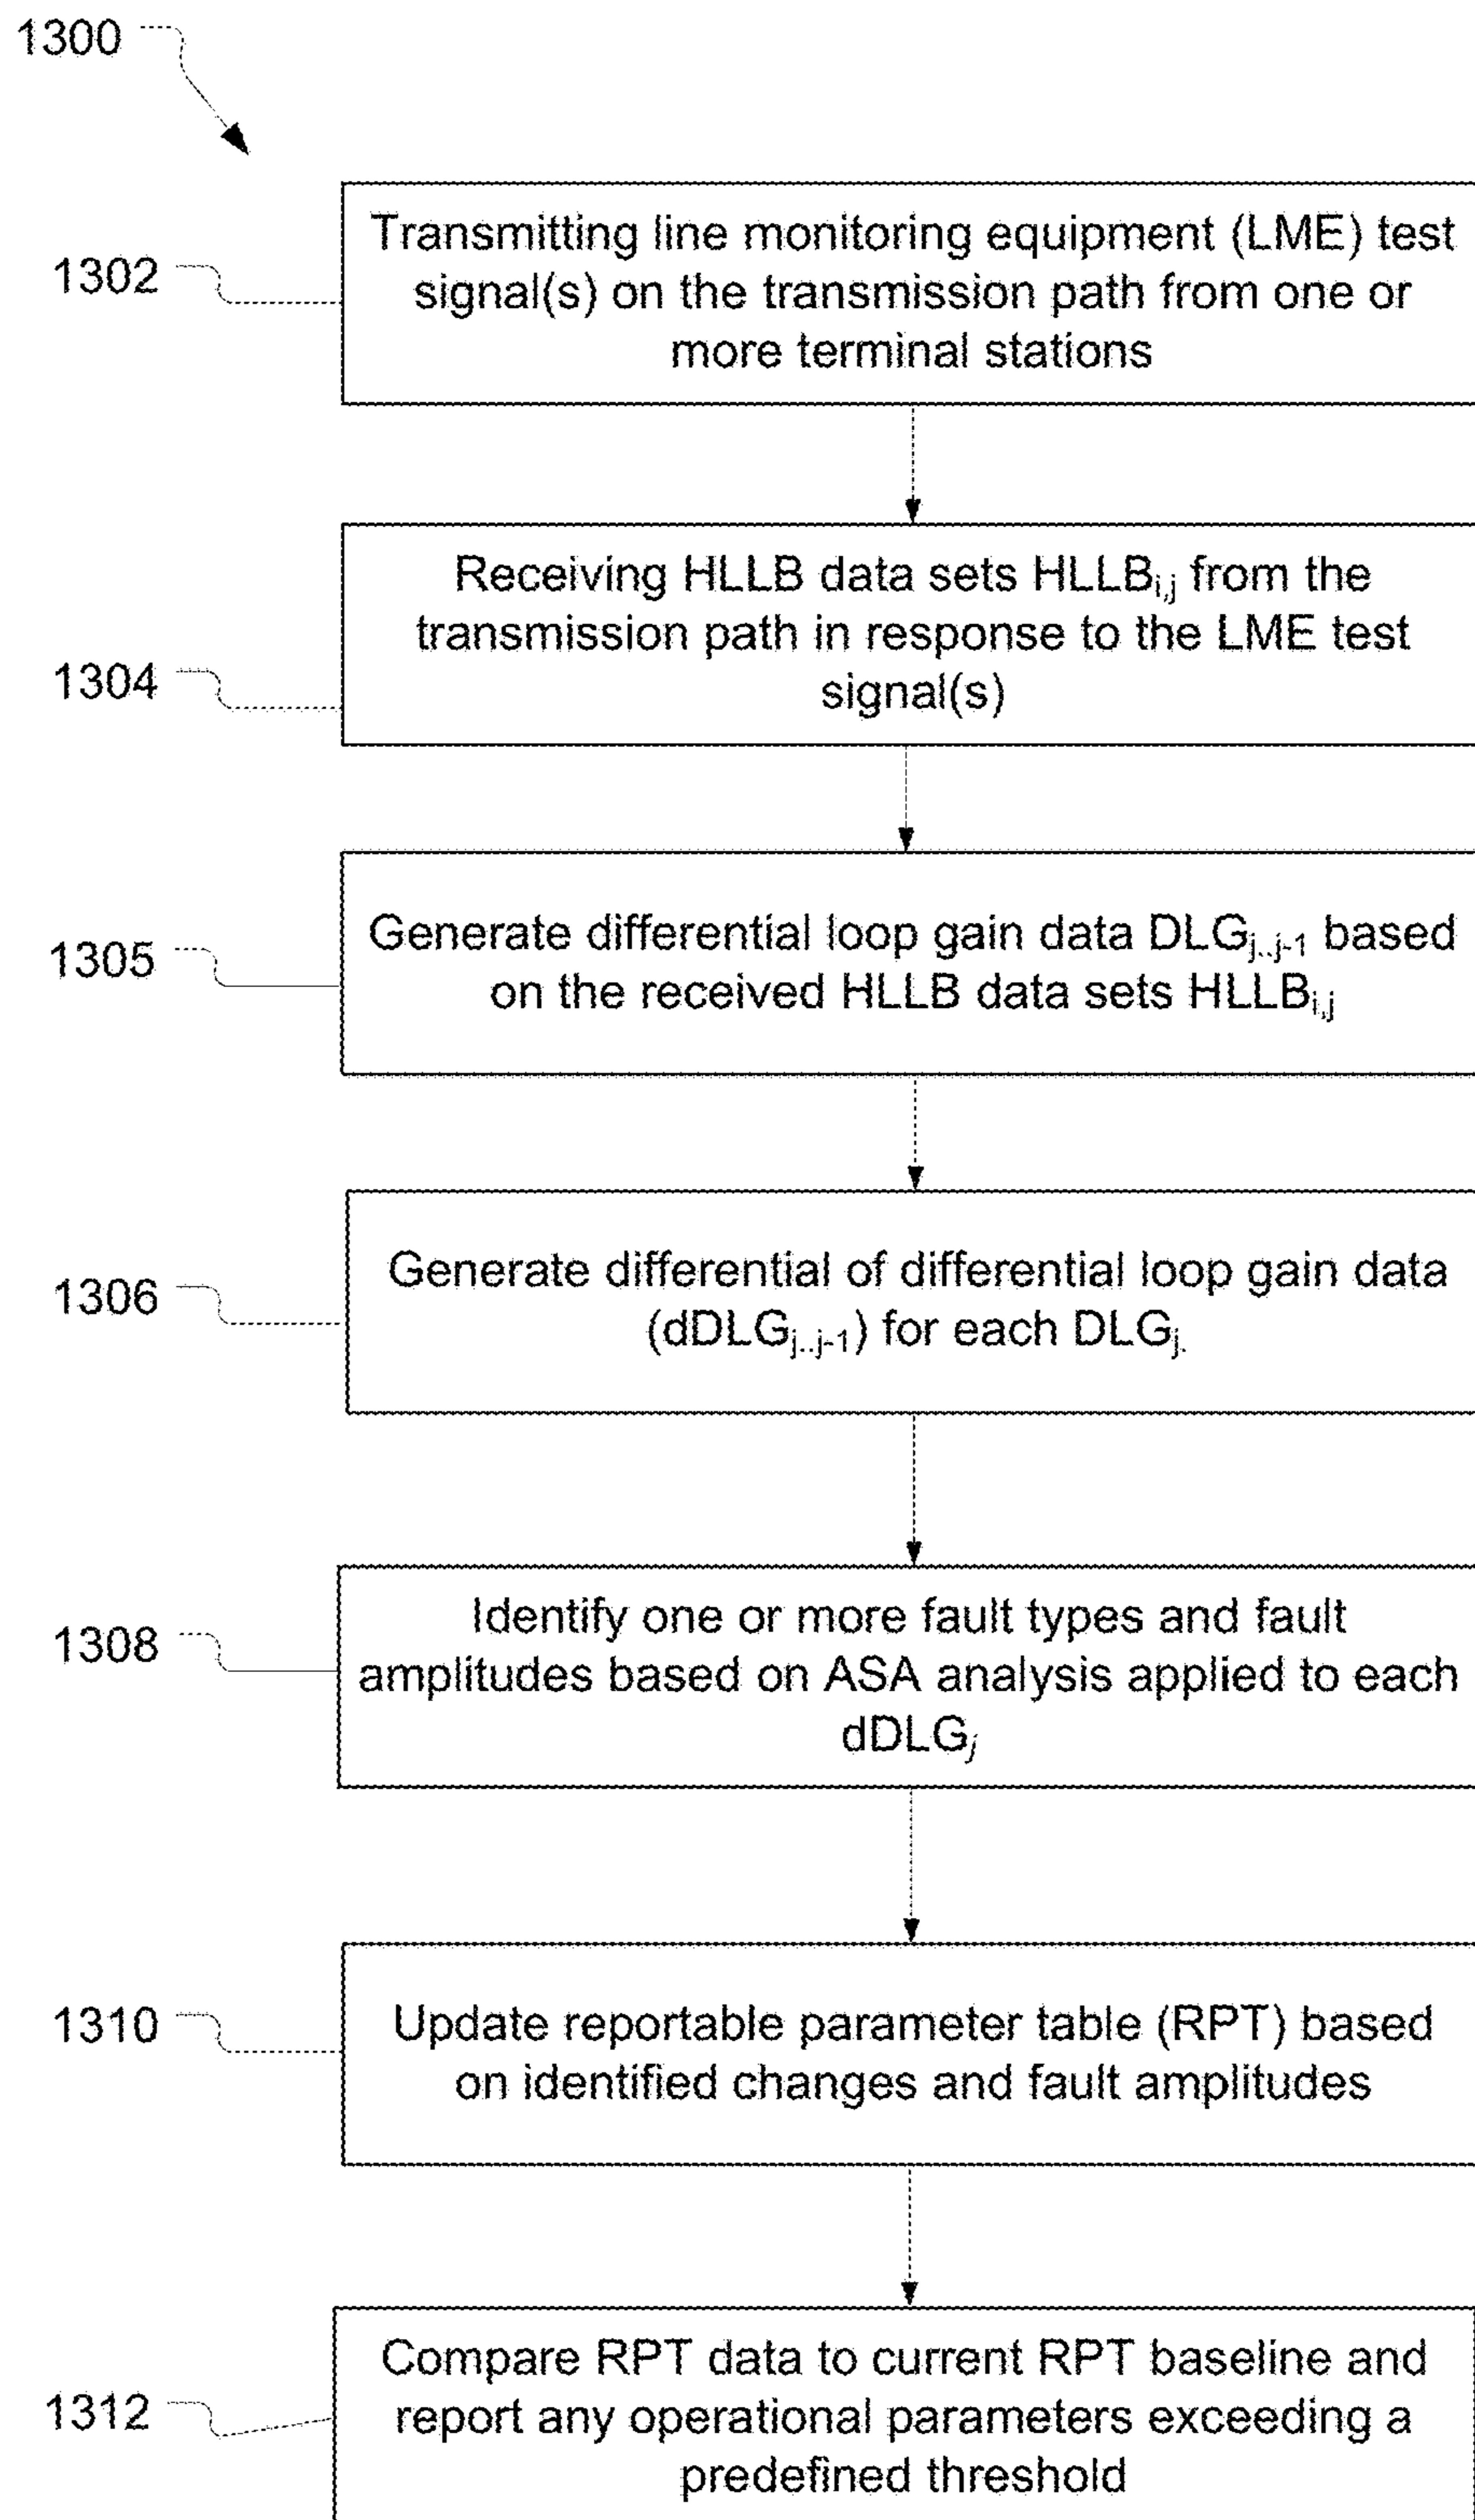 1300
1302
Transmitting line monitoring equipment (LME) test
signal(s) on the transmission path from one or
more terminal stations
1304
Receiving HLLB data sets HLLBi,j from the
transmission path in response to the LME test
signal(s)
1305
Generate differential loop gain data DLGj..j-1 based
on the received HLLB data sets HLLBi,j
1306
Generate differential of differential loop gain data
(dDLGj..j-1) for each DLGj.
1308
Identify one or more fault types and fault
amplitudes based on ASA analysis applied to each
dDLGj
1310
Update reportable parameter table (RPT) based
on identified changes and fault amplitudes
1312
Compare RPT data to current RPT baseline and
report any operational parameters exceeding a
predefined threshold